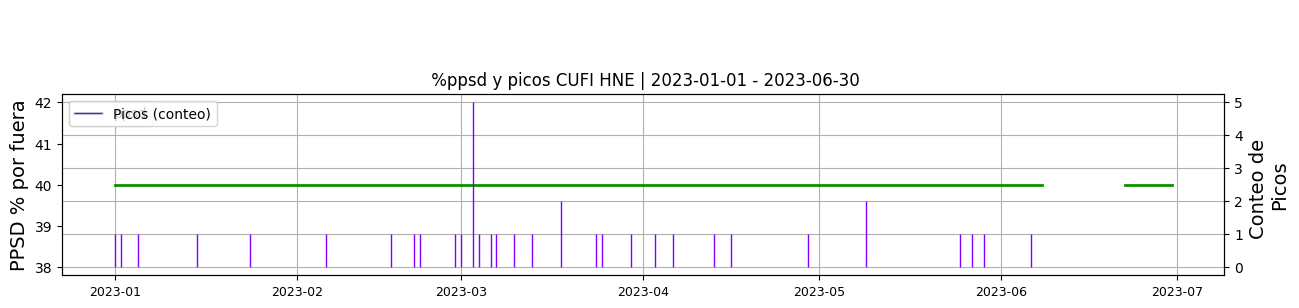 %ppsd y picos CUFI HNE | 2023-01-01 - 2023-06-30
PPSD % por fuera
42
41
40
39
38
Picos (conteo)
5
4
3
2
1
0
Conteo de
Picos
2023-01 2023-02 2023-03 2023-04 2023-05 2023-06 2023-07